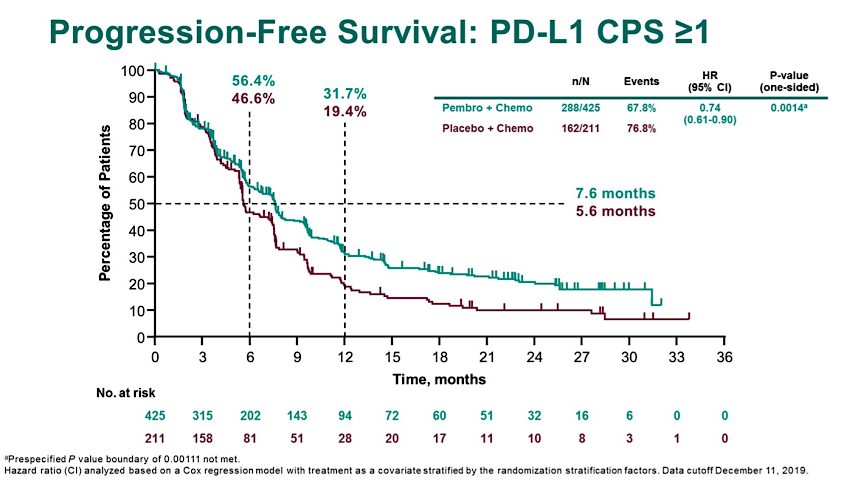 Progression-Free Survival: PD-L1 CPS ≥1
n/N Events HR (95% CI) P-value (one-sided)
Pembro + Chemo 288/425 67.8% 0.74 (0.61-0.90) 0.0014ᵃ
Placebo + Chemo 162/211 76.8%
56.4%
46.6%
31.7%
19.4%
7.6 months
5.6 months
Percentage of Patients
100
90
80
70
60
50
40
30
20
10
0
0 3 6 9 12 15 18 21 24 27 30 33 36
Time, months
No. at risk
425 315 202 143 94 72 60 51 32 16 6 0 0
211 158 81 51 28 20 17 11 10 8 3 1 0
ᵃPrespecified P value boundary of 0.00111 not met.
Hazard ratio (CI) analyzed based on a Cox regression model with treatment as a covariate stratified by the randomization stratification factors. Data cutoff December 11, 2019.